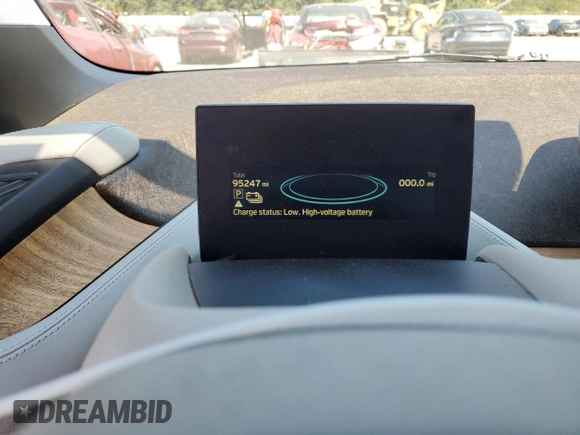 Total
Trip
95247 mi
000.0 mi
P
Charge status: Low. High-voltage battery
DREAMBID